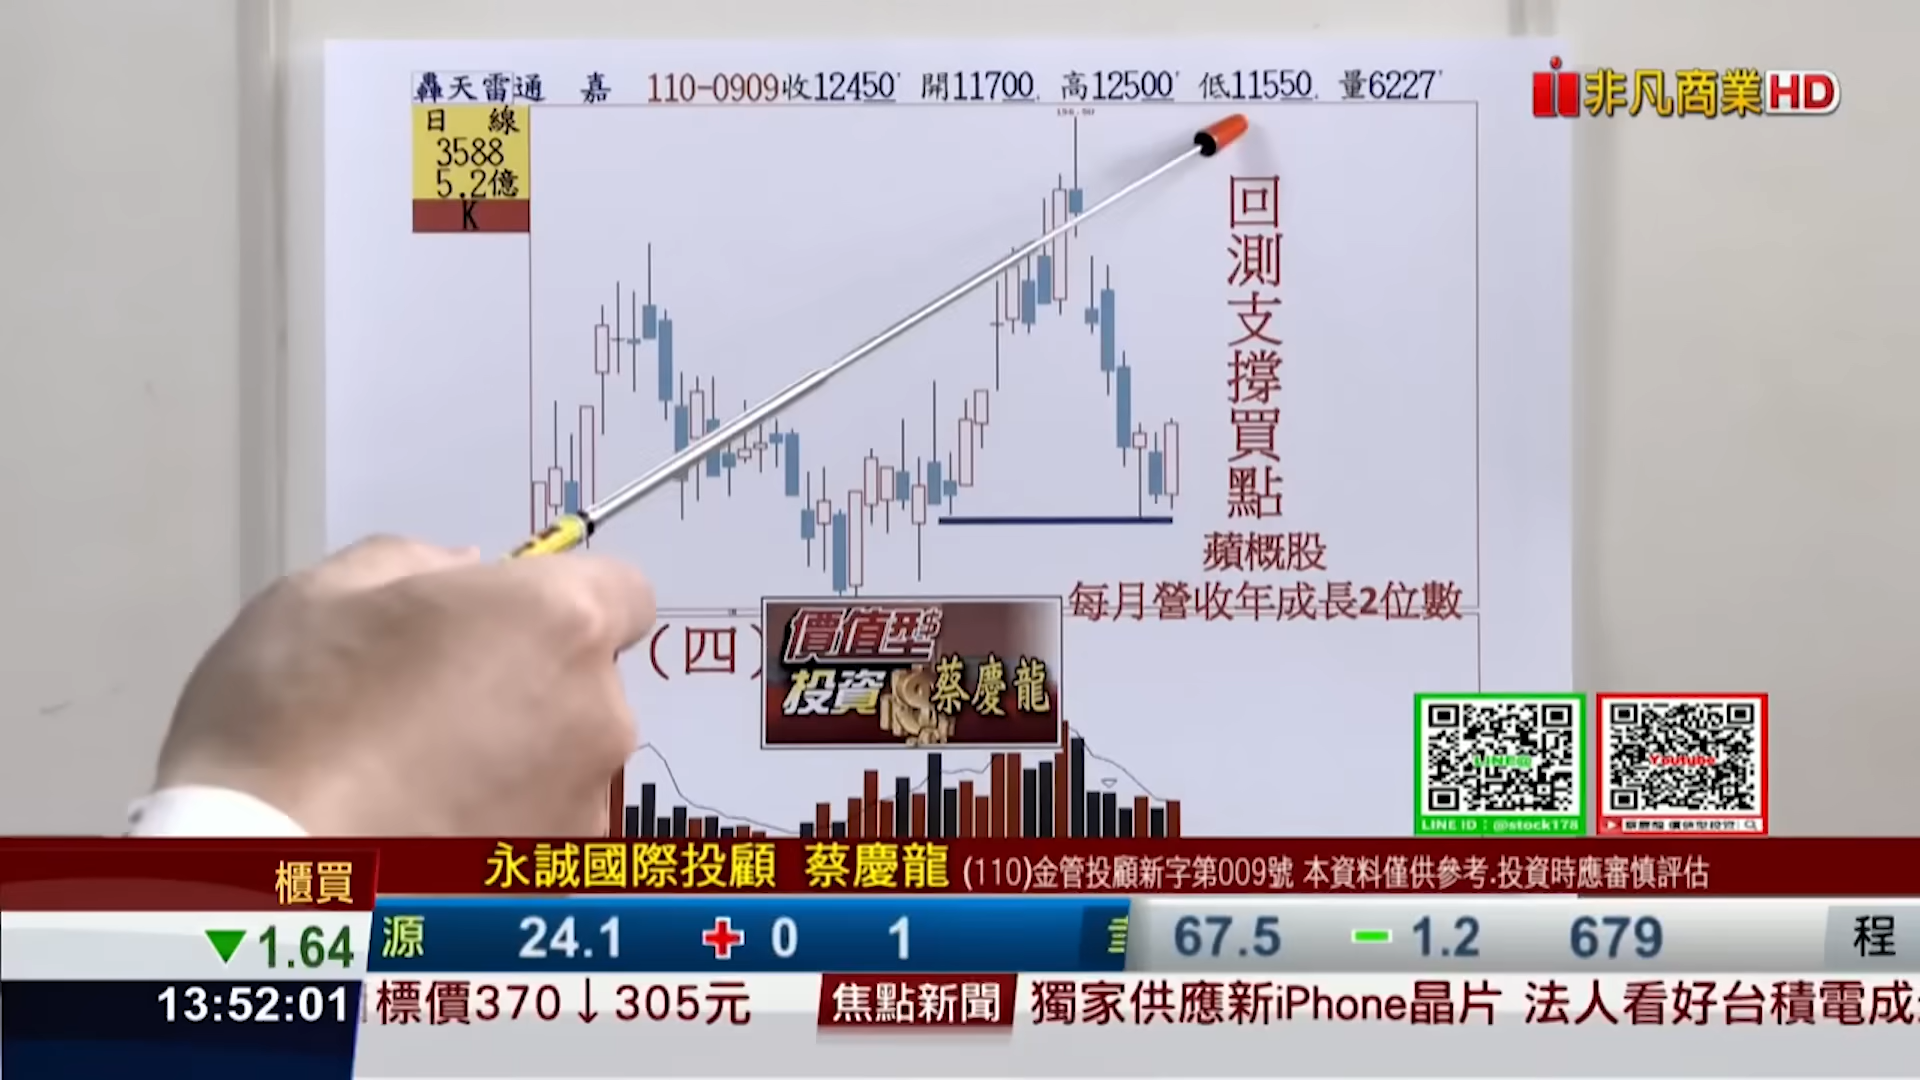 轟天雷通 嘉 110-0909收12450' 開11700. 高12500' 低11550. 量6227'
非凡商業HD
日 線
3588
5.2億
K
156.50
回測支撐買點
蘋概股
每月營收年成長2位數
(四)
價值型$
投資 蔡慶龍
LINE@
Youtube
LINE ID：@stock178
櫃買
永誠國際投顧 蔡慶龍 (110)金管投顧新字第009號 本資料僅供參考.投資時應審慎評估
▼1.64
源 24.1 + 0 1
67.5 - 1.2 679 程
13:52:01
標價370↓305元 焦點新聞 獨家供應新iPhone晶片 法人看好台積電成